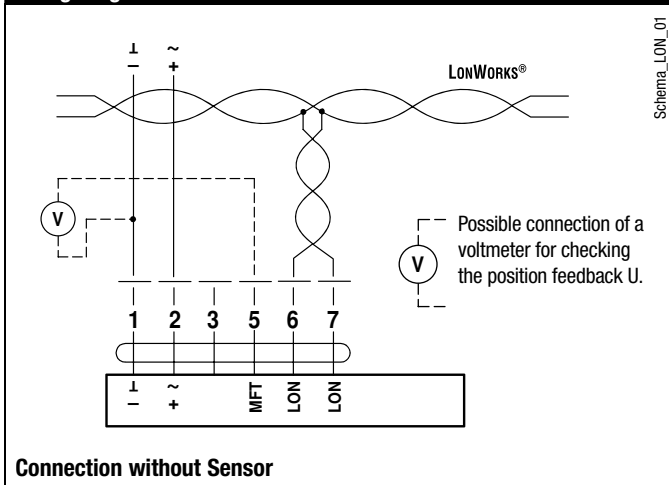 ⊥ ~
– +
LONWORKS®
Schema_LON_01
V
Possible connection of a
V voltmeter for checking
the position feedback U.
1 2 3 5 6 7
⊥ ~
– + MFT LON LON
Connection without Sensor